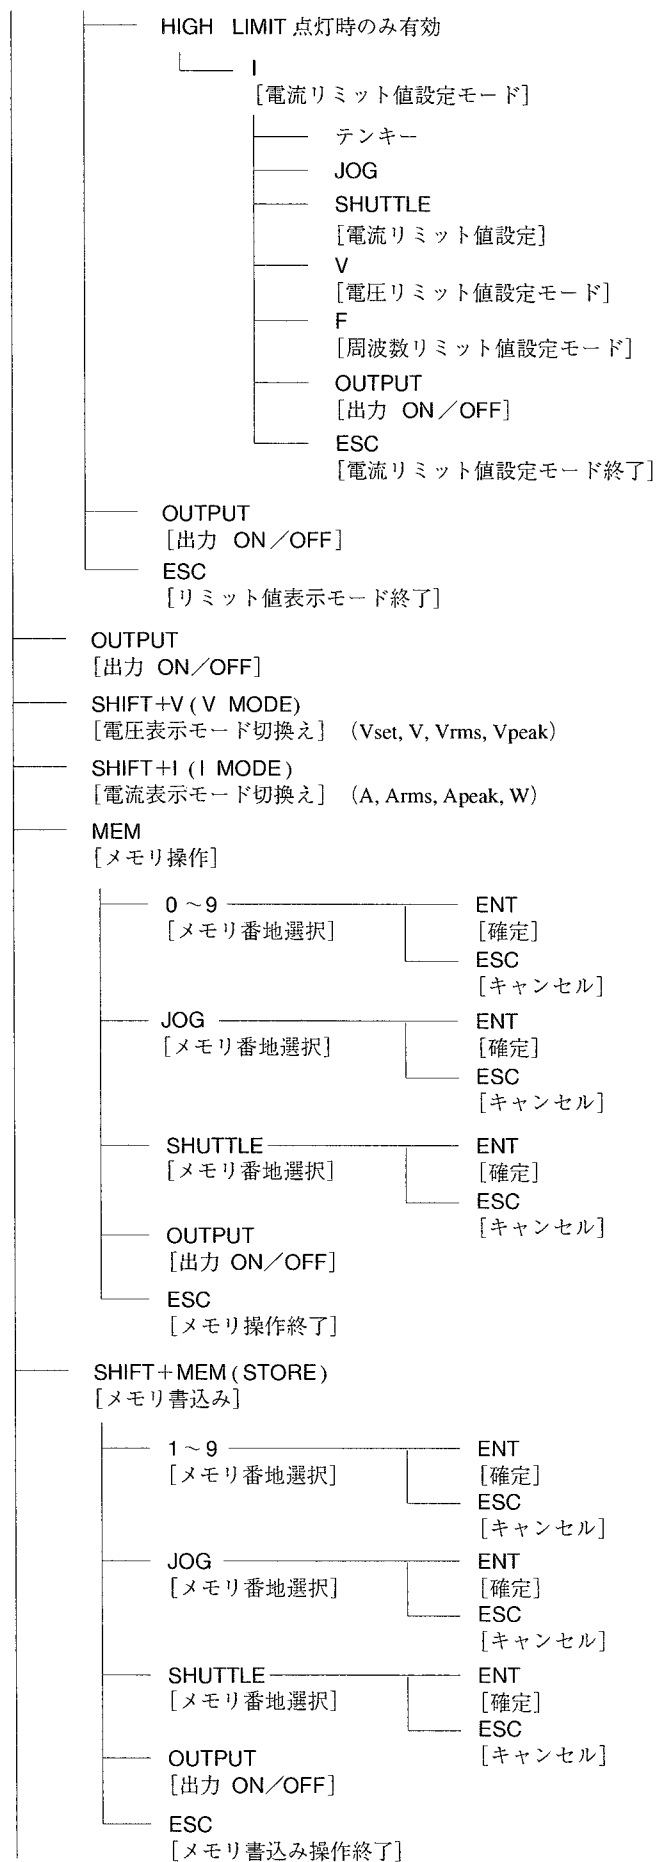 HIGH LIMIT 点灯時のみ有効
I
[電流リミット値設定モード]
テンキー
JOG
SHUTTLE
[電流リミット値設定]
V
[電圧リミット値設定モード]
F
[周波数リミット値設定モード]
OUTPUT
[出力 ON/OFF]
ESC
[電流リミット値設定モード終了]
OUTPUT
[出力 ON/OFF]
ESC
[リミット値表示モード終了]
OUTPUT
[出力 ON/OFF]
SHIFT+V (V MODE)
[電圧表示モード切換え] (Vset, V, Vrms, Vpeak)
SHIFT+I (I MODE)
[電流表示モード切換え] (A, Arms, Apeak, W)
MEM
[メモリ操作]
0~9 ENT
[メモリ番地選択] [確定]
ESC
[キャンセル]
JOG ENT
[メモリ番地選択] [確定]
ESC
[キャンセル]
SHUTTLE ENT
[メモリ番地選択] [確定]
ESC
[キャンセル]
OUTPUT
[出力 ON/OFF]
ESC
[メモリ操作終了]
SHIFT+MEM (STORE)
[メモリ書込み]
1~9 ENT
[メモリ番地選択] [確定]
ESC
[キャンセル]
JOG ENT
[メモリ番地選択] [確定]
ESC
[キャンセル]
SHUTTLE ENT
[メモリ番地選択] [確定]
ESC
[キャンセル]
OUTPUT
[出力 ON/OFF]
ESC
[メモリ書込み操作終了]